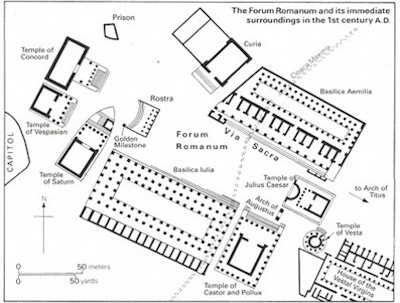 The Forum Romanum and its immediate
surroundings in the 1st century A.D.
Prison
Temple of
Concord
Curia
Cloaca Maxima
Basilica Aemilia
Rostra
Temple
of Vespasian
Golden
Milestone
Forum
Romanum
Via Sacra
CAPITOL
Temple
of Saturn
Basilica Iulia
Temple of
Julius Caesar
to Arch of
Titus
Arch of
Augustus
Temple
of Vesta
N
House of the
Vestal Virgins
Temple of
Castor and Pollux
0 50 meters
0 50 yards